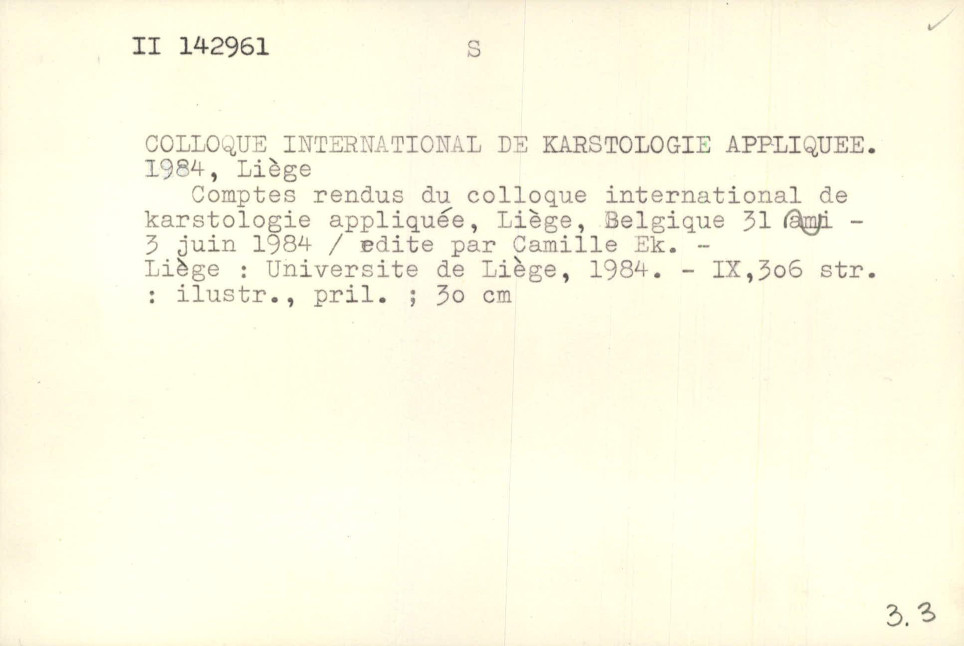 II 142961 S
COLLOQUE INTERNATIONAL DE KARSTOLOGIE APPLIQUEE.
1984, Liège
Comptes rendus du colloque international de
karstologie appliquée, Liège, Belgique 31 ami -
3 juin 1984 / edite par Camille Ek. -
Liège : Universite de Liège, 1984. - IX,306 str.
: ilustr., pril. ; 30 cm
3.3